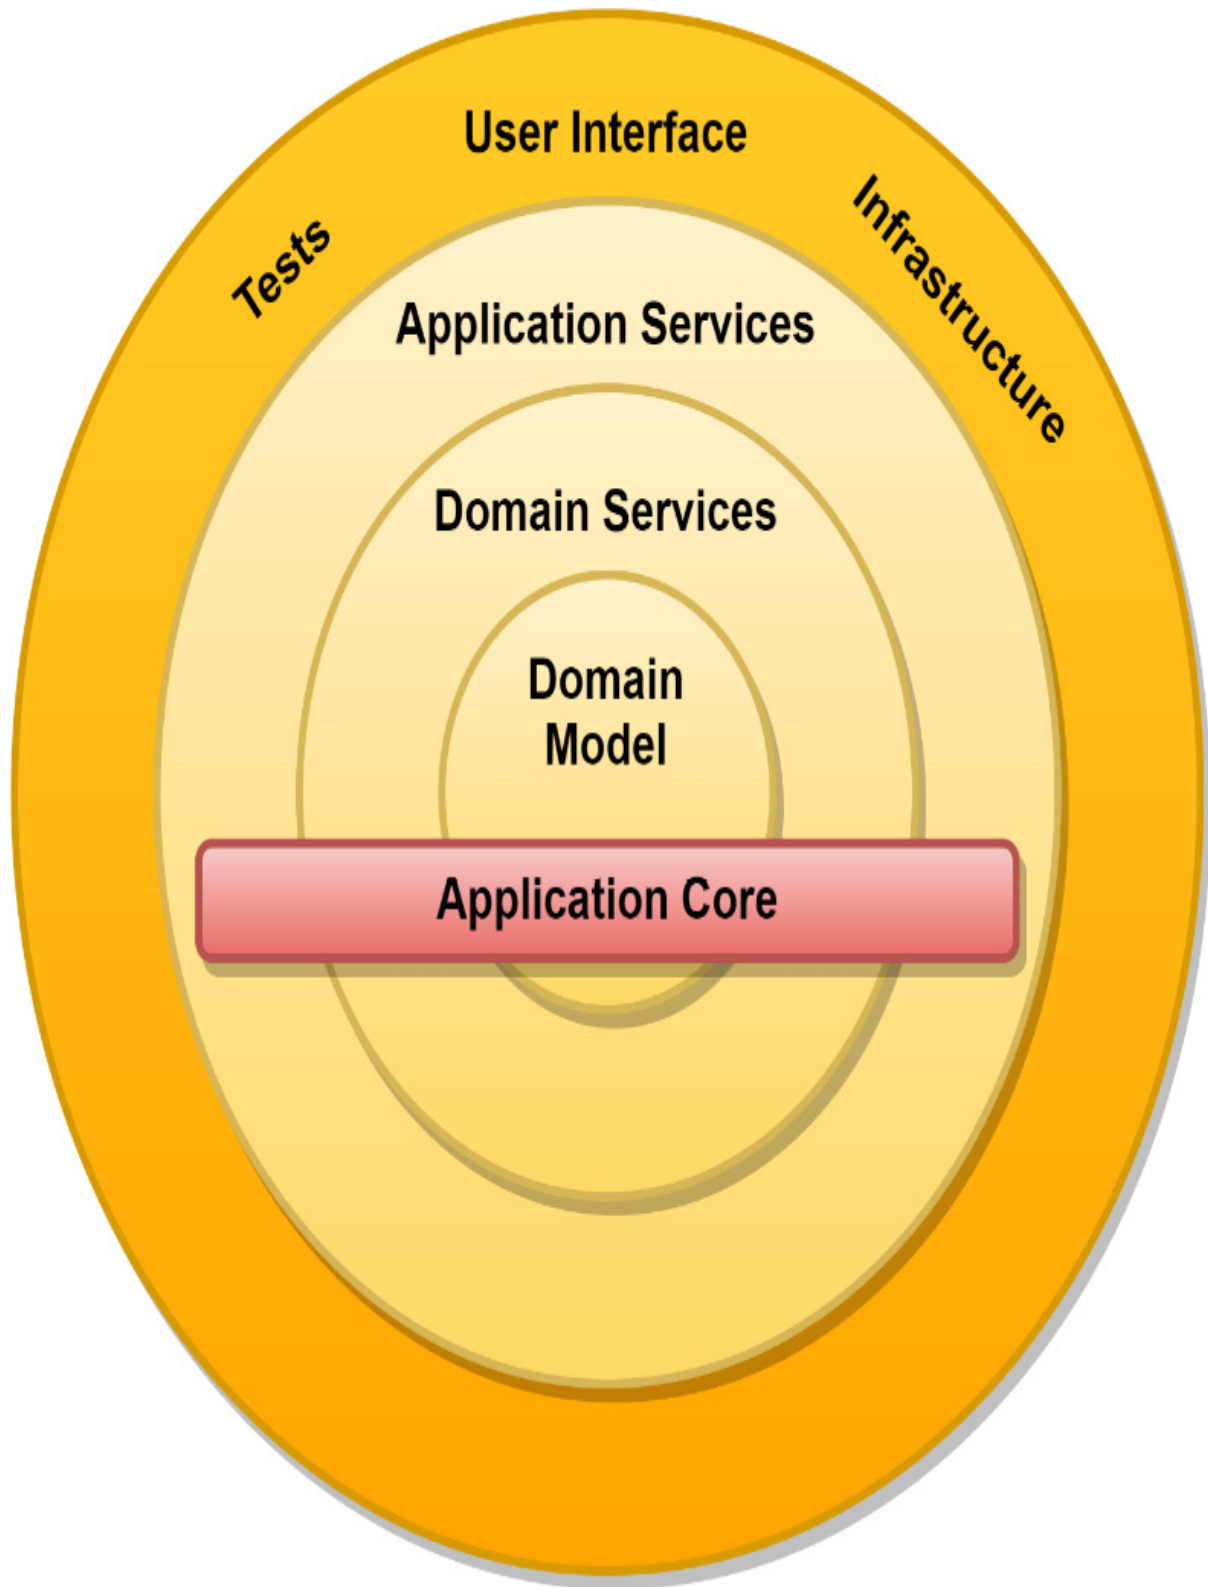 User Interface
Tests
Infrastructure
Application Services
Domain Services
Domain
Model
Application Core